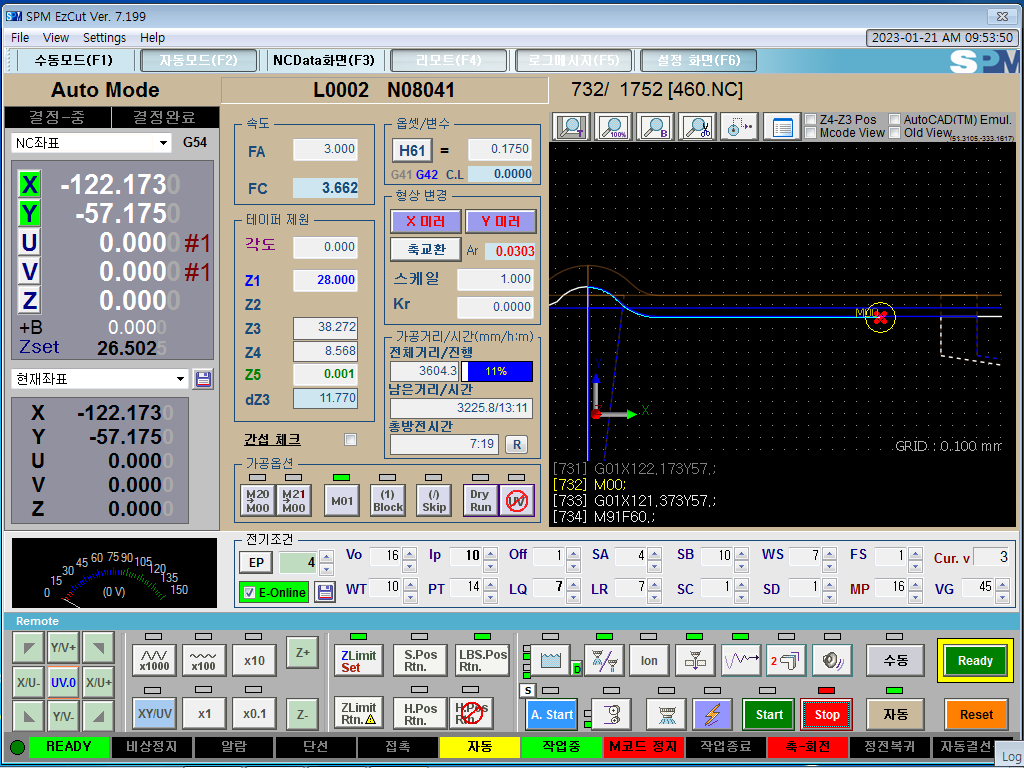 SPM EzCut Ver. 7.199
File View Settings Help
2023-01-21 AM 09:53:50
수동모드(F1) 자동모드(F2) NCData화면(F3) 리모트(F4) 로그메시지(F5) 설정 화면(F6) SPM
Auto Mode
L0002 N08041
732/ 1752 [460.NC]
결정-중 결정완료
NC좌표 G54
X -122.1730
Y -57.1750
U 0.0000 #1
V 0.0000 #1
Z 0.0000
+B 0.0000
Zset 26.5025
현재좌표
X -122.1730
Y -57.1750
U 0.0000
V 0.0000
Z 0.0000
속도
FA 3.000
FC 3.662
테이퍼 제원
각도 0.000
Z1 28.000
Z2
Z3 38.272
Z4 8.568
Z5 0.001
dZ3 11.770
간섭 체크
옵셋/변수
H61 = 0.1750
G41 G42 C.L 0.0000
형상 변경
X 미러 Y 미러
축교환 Ar 0.0303
스케일 1.000
Kr 0.0000
가공거리/시간(mm/h:m)
전체거리/진행
3604.3 11%
남은거리/시간
3225.8/13:11
총방전시간
7:19 R
가공옵션
M20 M00 M21 M00 M01 (1) Block (/) Skip Dry Run UV
T 100% B
Z4-Z3 Pos AutoCAD(TM) Emul.
Mcode View Old View
M00
X
GRID : 0.100 mm
[731] G01X122,173Y57,;
[732] M00;
[733] G01X121,373Y57,;
[734] M91F60,;
0 15 30 45 60 75 90 105 120 135 150
(0 V)
전기조건
EP 4 Vo 16 Ip 10 Off 1 SA 4 SB 10 WS 7 FS 1 Cur. v 3
E-Online WT 10 PT 14 LQ 7 LR 7 SC 1 SD 1 MP 16 VG 45
Remote
Y/V+
X/U- UV.0 X/U+
Y/V-
x1000 x100 x10 Z+
XY/UV x1 x0.1 Z-
ZLimit Set S.Pos Rtn. LBS.Pos Rtn.
ZLimit Rtn. H.Pos Rtn. H.Pos Rtn.
D Ion 2 수동 Ready
S
A. Start Start Stop 자동 Reset
READY 비상정지 알람 단선 접촉 자동 작업중 M코드 정지 작업종료 축-회전 정전복귀 자동결선
Log